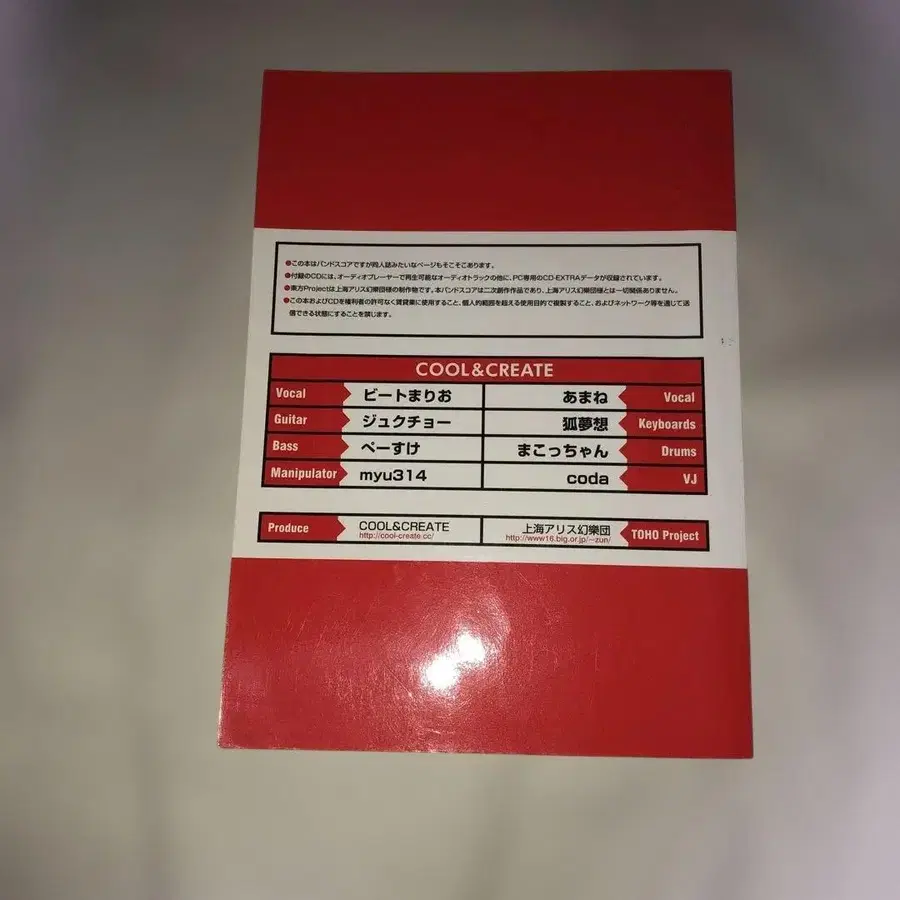 ●この本はバンドスコアですが同人誌みたいなページもそこそこあります。
●付録のCDには、オーディオプレーヤーで再生可能なオーディオトラックの他に、PC専用のCD-EXTRAデータが収録されています。
●東方Projectは上海アリス幻樂団様の制作物です。本バンドスコアは二次創作作品であり、上海アリス幻樂団様とは一切関係ありません。
●この本およびCDを権利者の許可なく賃貸業に使用すること、個人的範囲を超える使用目的で複製すること、およびネットワーク等を通じて送
信できる状態にすることを禁じます。
COOL&CREATE
Vocal ビートまりお あまね Vocal
Guitar ジュクチョー 狐夢想 Keyboards
Bass ぺーすけ まこっちゃん Drums
Manipulator myu314 coda VJ
Produce COOL&CREATE 上海アリス幻樂団 TOHO Project
http://cool-create.cc/ http://www16.big.or.jp/~zun/